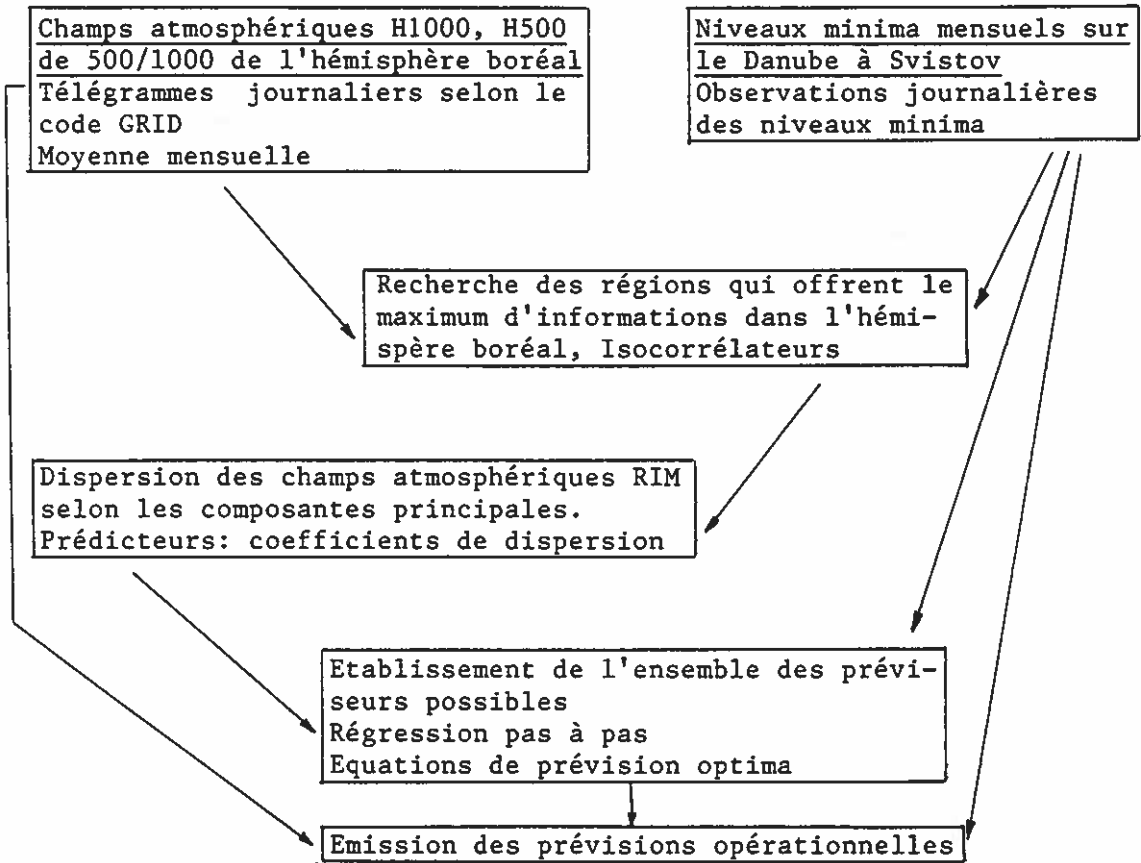 Champs atmosphériques H1000, H500
de 500/1000 de l'hémisphère boréal
Télégrammes journaliers selon le
code GRID
Moyenne mensuelle
Niveaux minima mensuels sur
le Danube à Svistov
Observations journalières
des niveaux minima
Recherche des régions qui offrent le
maximum d'informations dans l'hémi-
spère boréal, Isocorrélateurs
Dispersion des champs atmosphériques RIM
selon les composantes principales.
Prédicteurs: coefficients de dispersion
Etablissement de l'ensemble des prévi-
seurs possibles
Régression pas à pas
Equations de prévision optima
Emission des prévisions opérationnelles